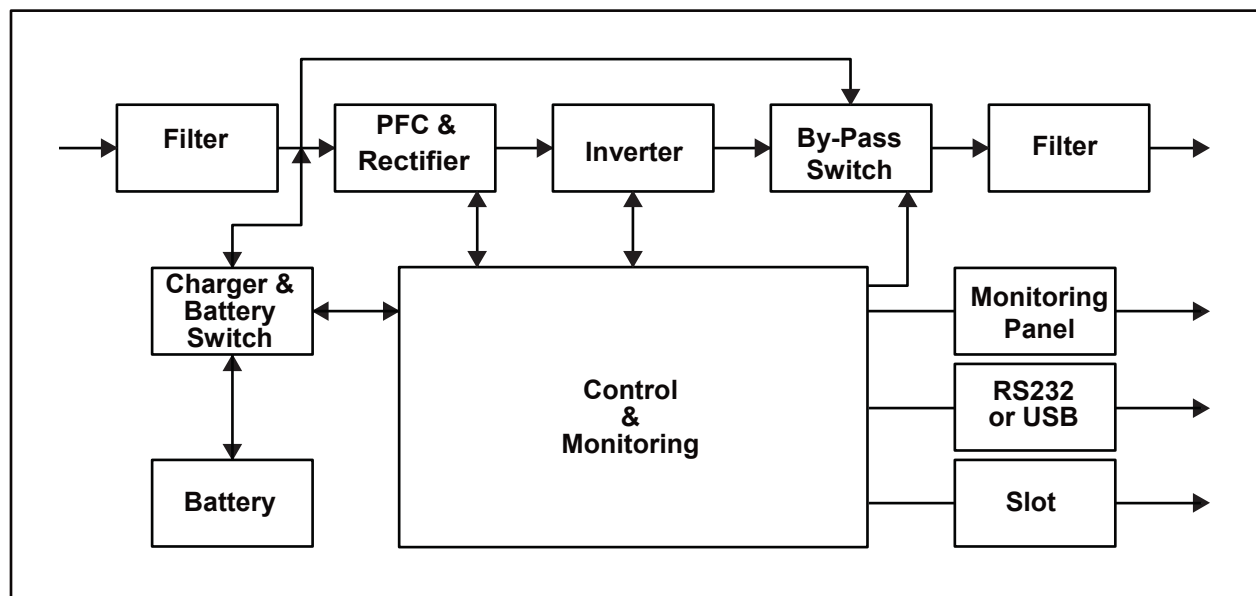 Filter
PFC &
Rectifier
Inverter
By-Pass
Switch
Filter
Charger &
Battery
Switch
Control
&
Monitoring
Monitoring
Panel
RS232
or USB
Battery
Slot